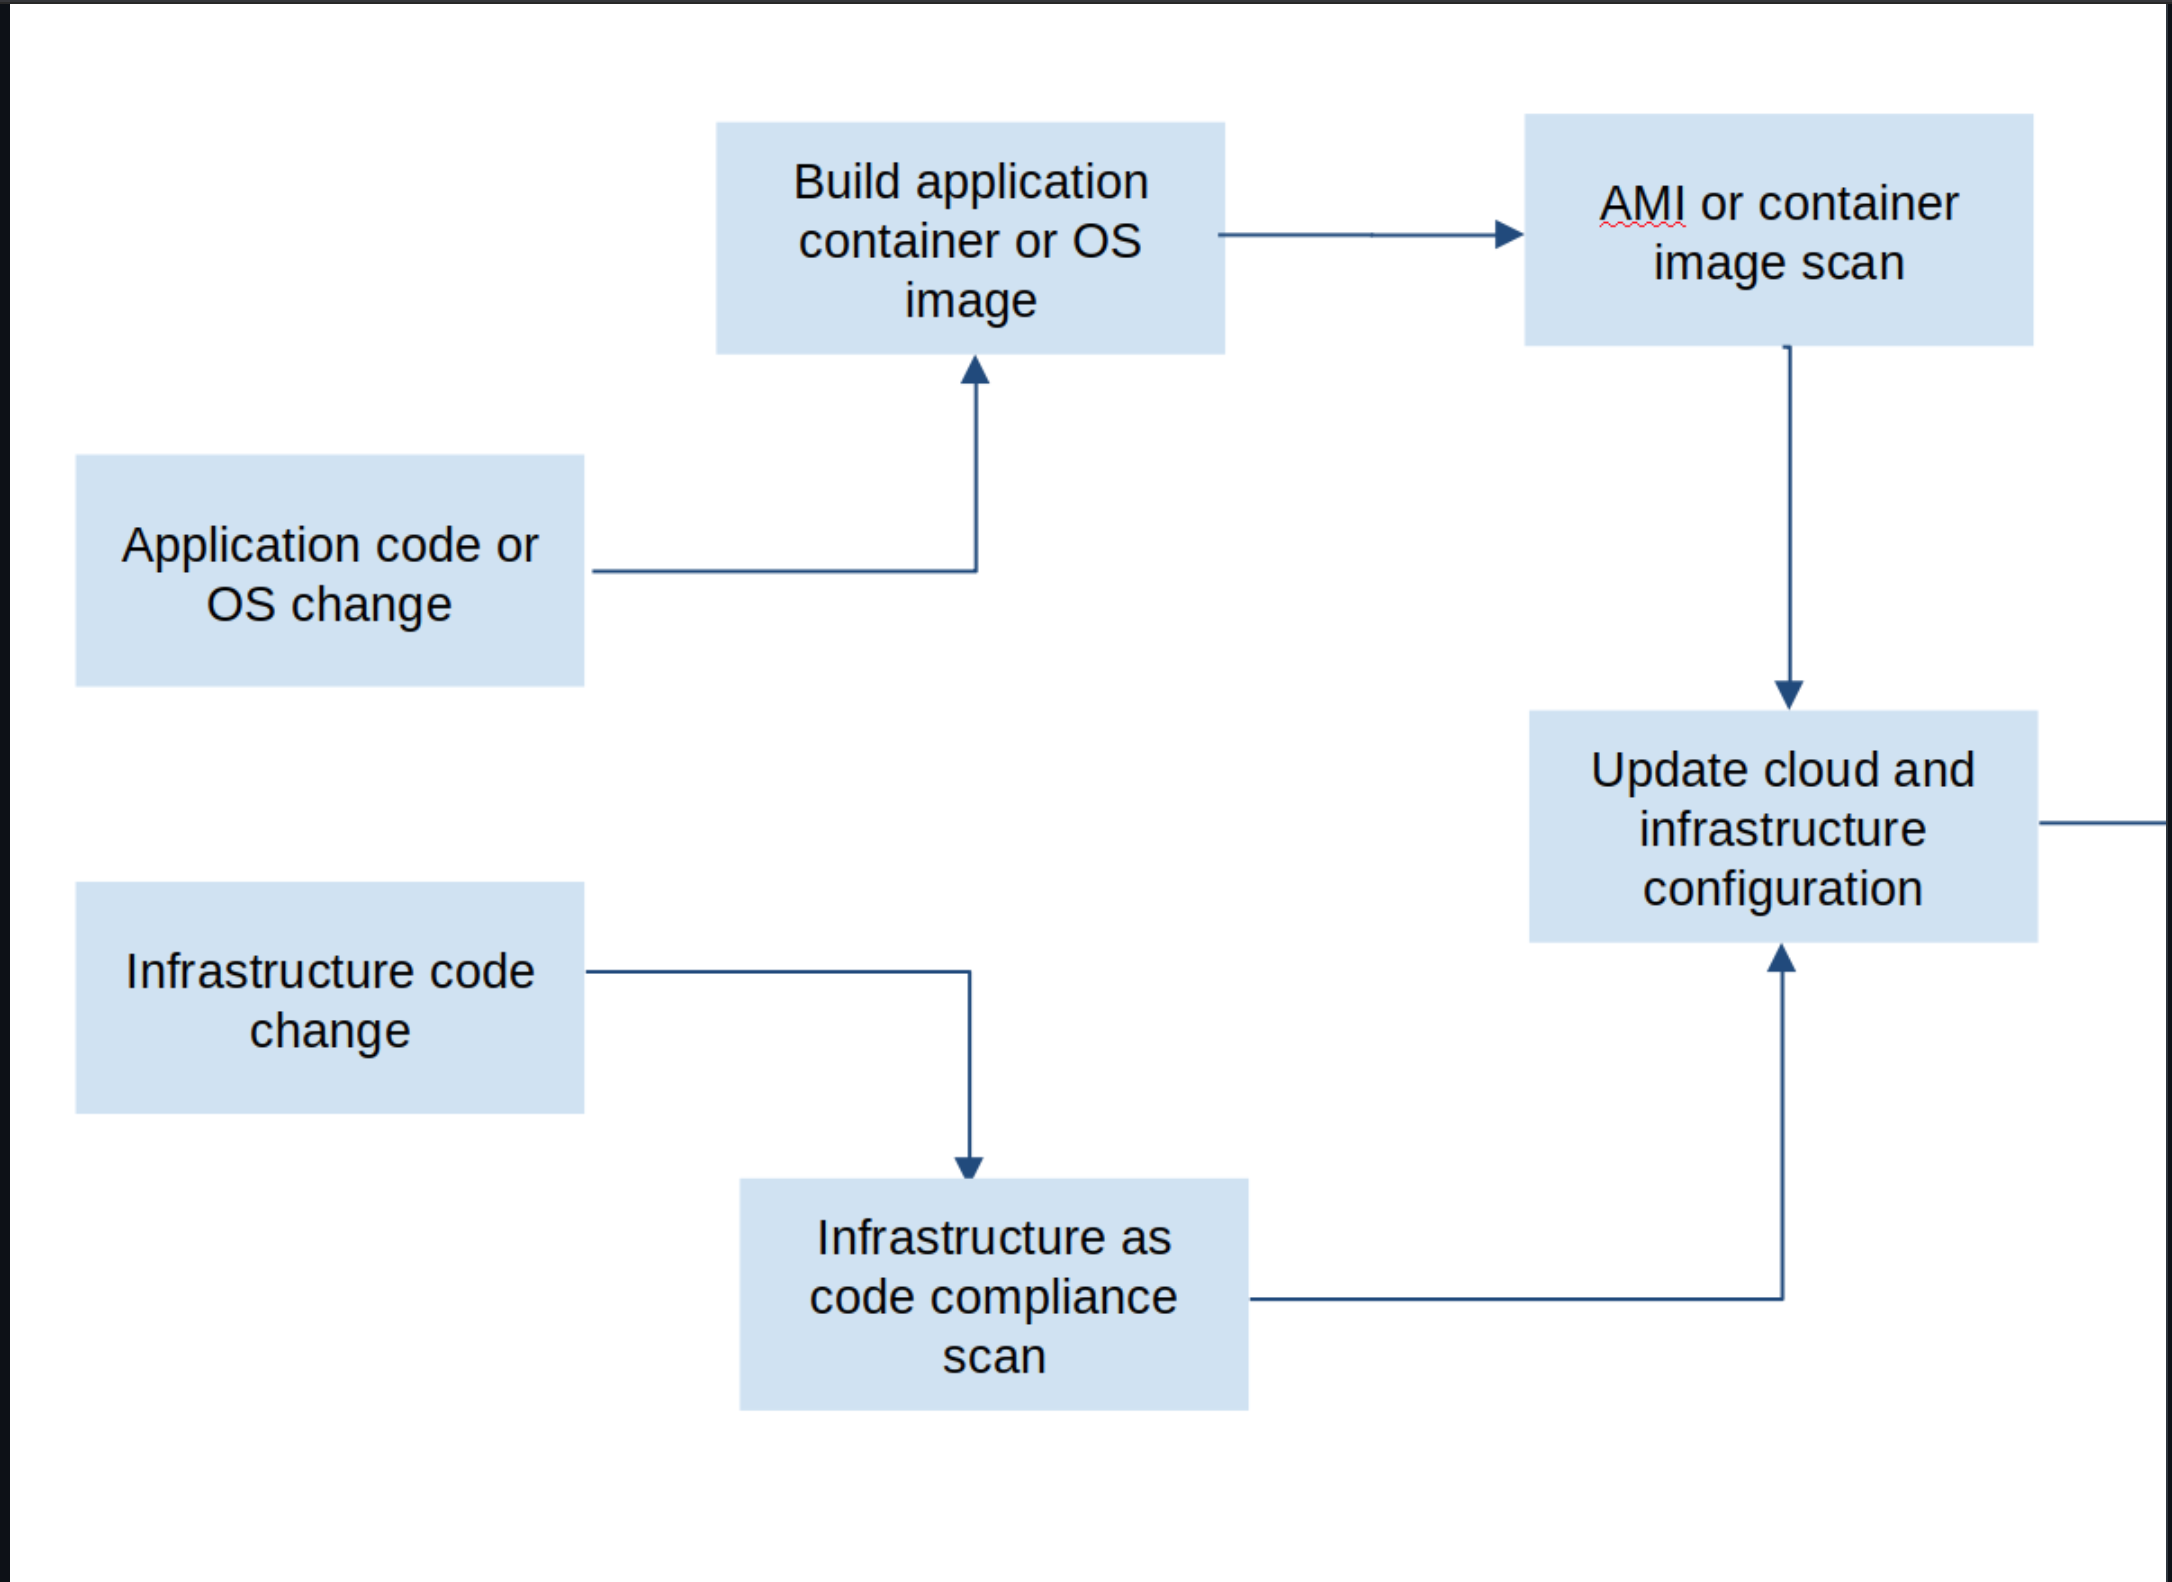 Build application
container or OS
image
AMI or container
image scan
Application code or
OS change
Update cloud and
infrastructure
configuration
Infrastructure code
change
Infrastructure as
code compliance
scan